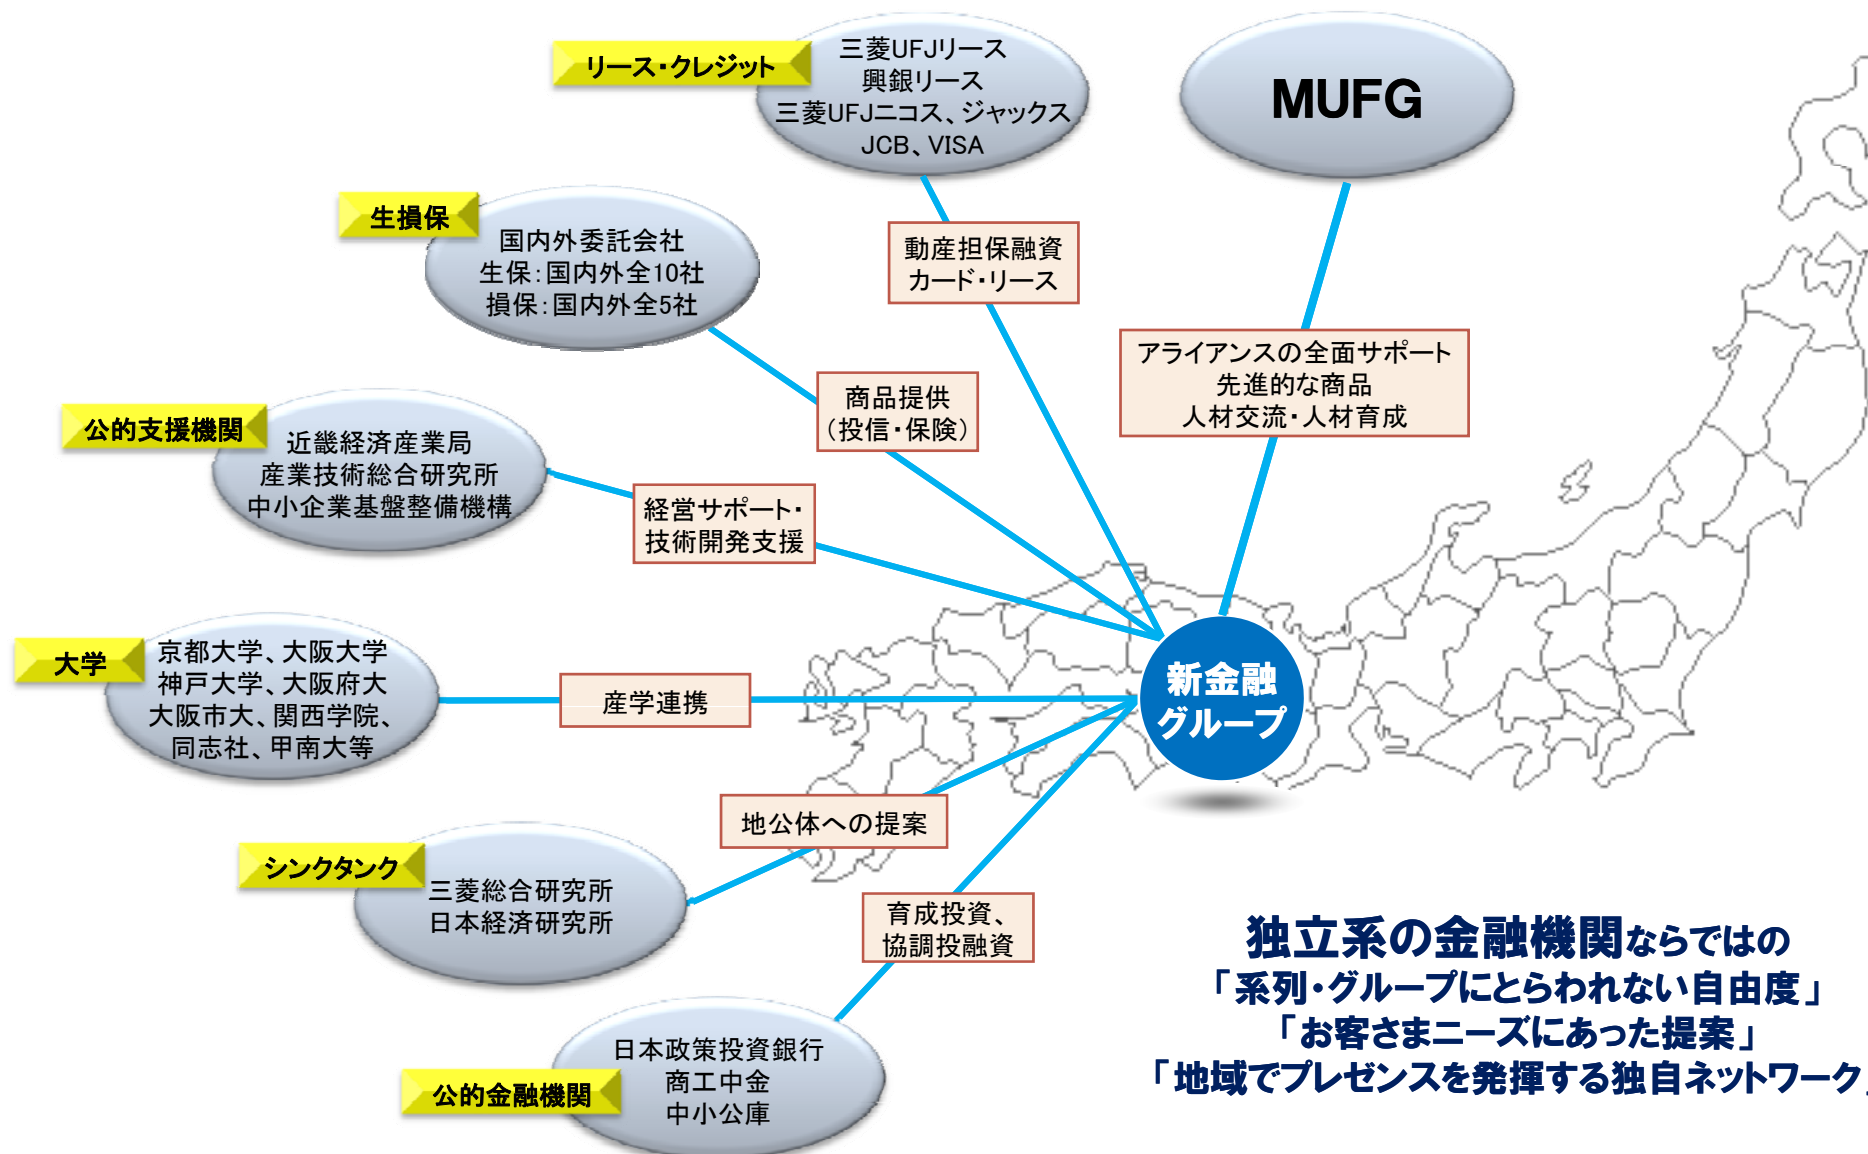 リース・クレジット
三菱UFJリース
興銀リース
三菱UFJニコス、ジャックス
JCB、VISA
MUFG
生損保
国内外委託会社
生保：国内外全10社
損保：国内外全5社
動産担保融資
カード・リース
アライアンスの全面サポート
先進的な商品
人材交流・人材育成
商品提供
（投信・保険）
公的支援機関
近畿経済産業局
産業技術総合研究所
中小企業基盤整備機構
経営サポート・
技術開発支援
大学
京都大学、大阪大学
神戸大学、大阪府大
大阪市大、関西学院、
同志社、甲南大等
産学連携
新金融
グループ
地公体への提案
シンクタンク
三菱総合研究所
日本経済研究所
育成投資、
協調投融資
公的金融機関
日本政策投資銀行
商工中金
中小公庫
独立系の金融機関ならではの
「系列・グループにとらわれない自由度」
「お客さまニーズにあった提案」
「地域でプレゼンスを発揮する独自ネットワーク」